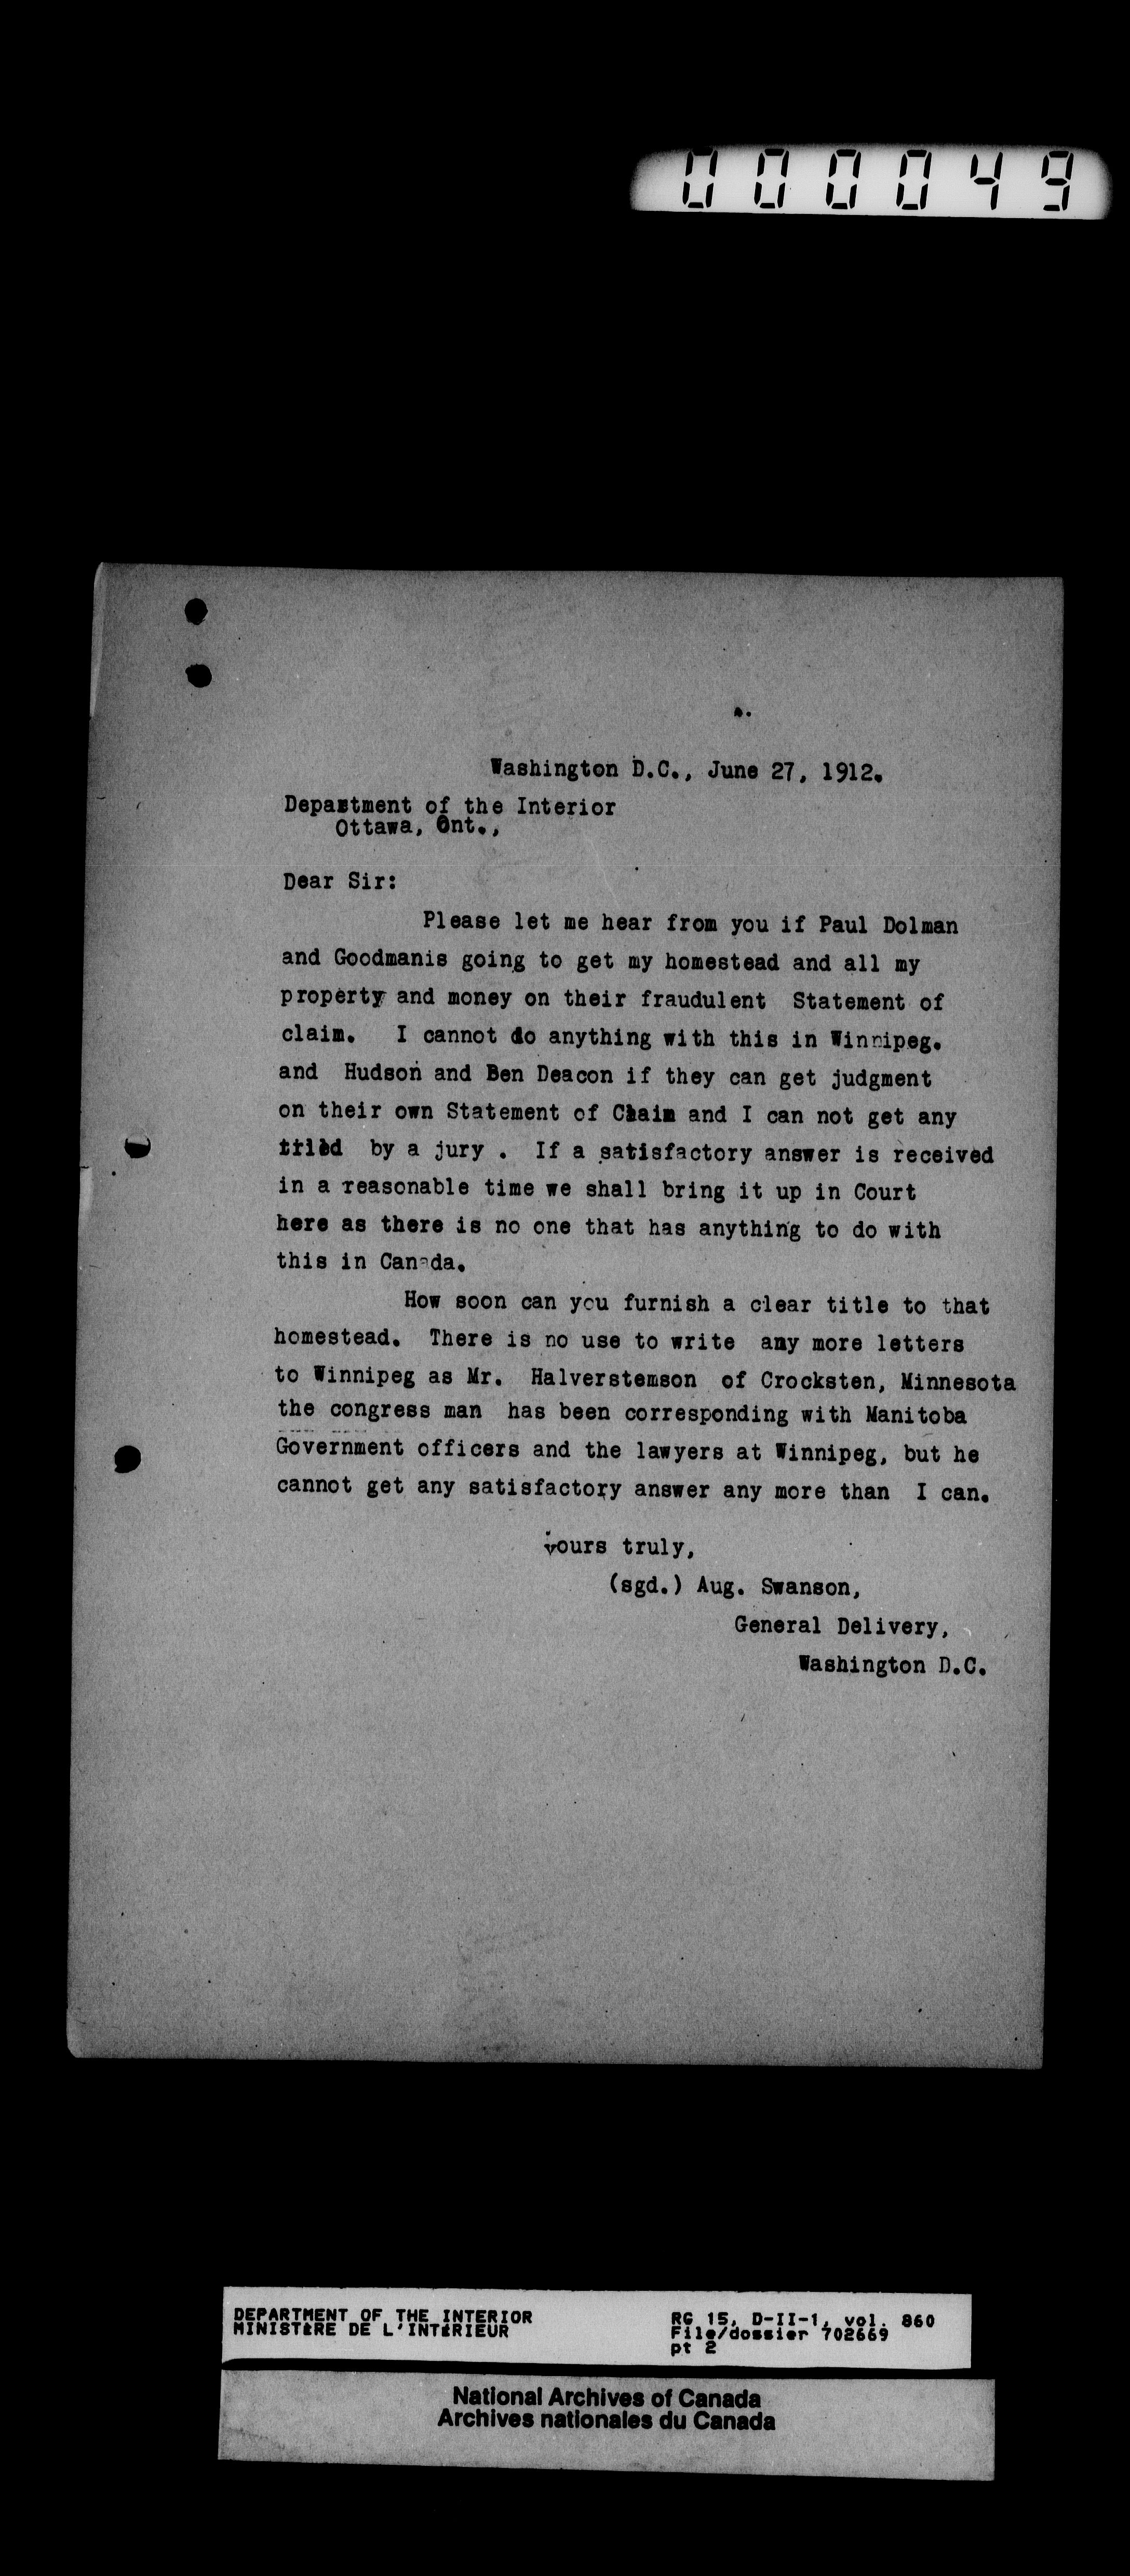 000049
Washington D.C., June 27, 1912.
Department of the Interior
Ottawa, Ont.,
Dear Sir:
Please let me hear from you if Paul Dolman
and Goodmanis going to get my homestead and all my
property and money on their fraudulent Statement of
claim. I cannot do anything with this in Winnipeg.
and Hudson and Ben Deacon if they can get judgment
on their own Statement of Claim and I can not get any
tried by a jury . If a satisfactory answer is received
in a reasonable time we shall bring it up in Court
here as there is no one that has anything to do with
this in Canada.
How soon can you furnish a clear title to that
homestead. There is no use to write any more letters
to Winnipeg as Mr. Halverstemson of Crocksten, Minnesota
the congress man has been corresponding with Manitoba
Government officers and the lawyers at Winnipeg, but he
cannot get any satisfactory answer any more than I can.
yours truly,
(sgd.) Aug. Swanson,
General Delivery,
Washington D.C.
DEPARTMENT OF THE INTERIOR
MINISTÈRE DE L'INTÉRIEUR
RG 15, D-II-1, vol. 860
File/dossier 702669
pt 2
National Archives of Canada
Archives nationales du Canada